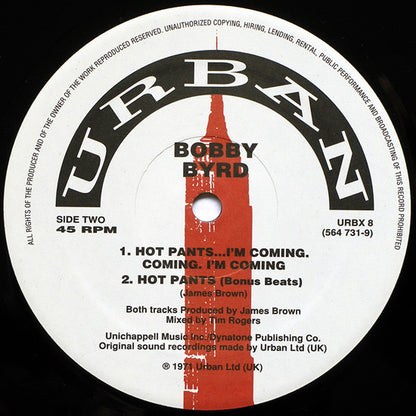 ALL RIGHTS OF THE PRODUCER AND OF THE OWNER OF THE WORK REPRODUCED RESERVED. UNAUTHORIZED COPYING, HIRING, LENDING, RENTAL, PUBLIC PERFORMANCE AND BROADCASTING OF THIS RECORD PROHIBITED
URBAN
BOBBY
BYRD
SIDE TWO
45 RPM
URBX 8
(564 731-9)
1. HOT PANTS...I'M COMING.
COMING. I'M COMING
2. HOT PANTS (Bonus Beats)
(James Brown)
Both tracks Produced by James Brown
Mixed by Tim Rogers
Unichappell Music Inc./Dynatone Publishing Co.
Original sound recordings made by Urban Ltd (UK)
℗ 1971 Urban Ltd (UK)